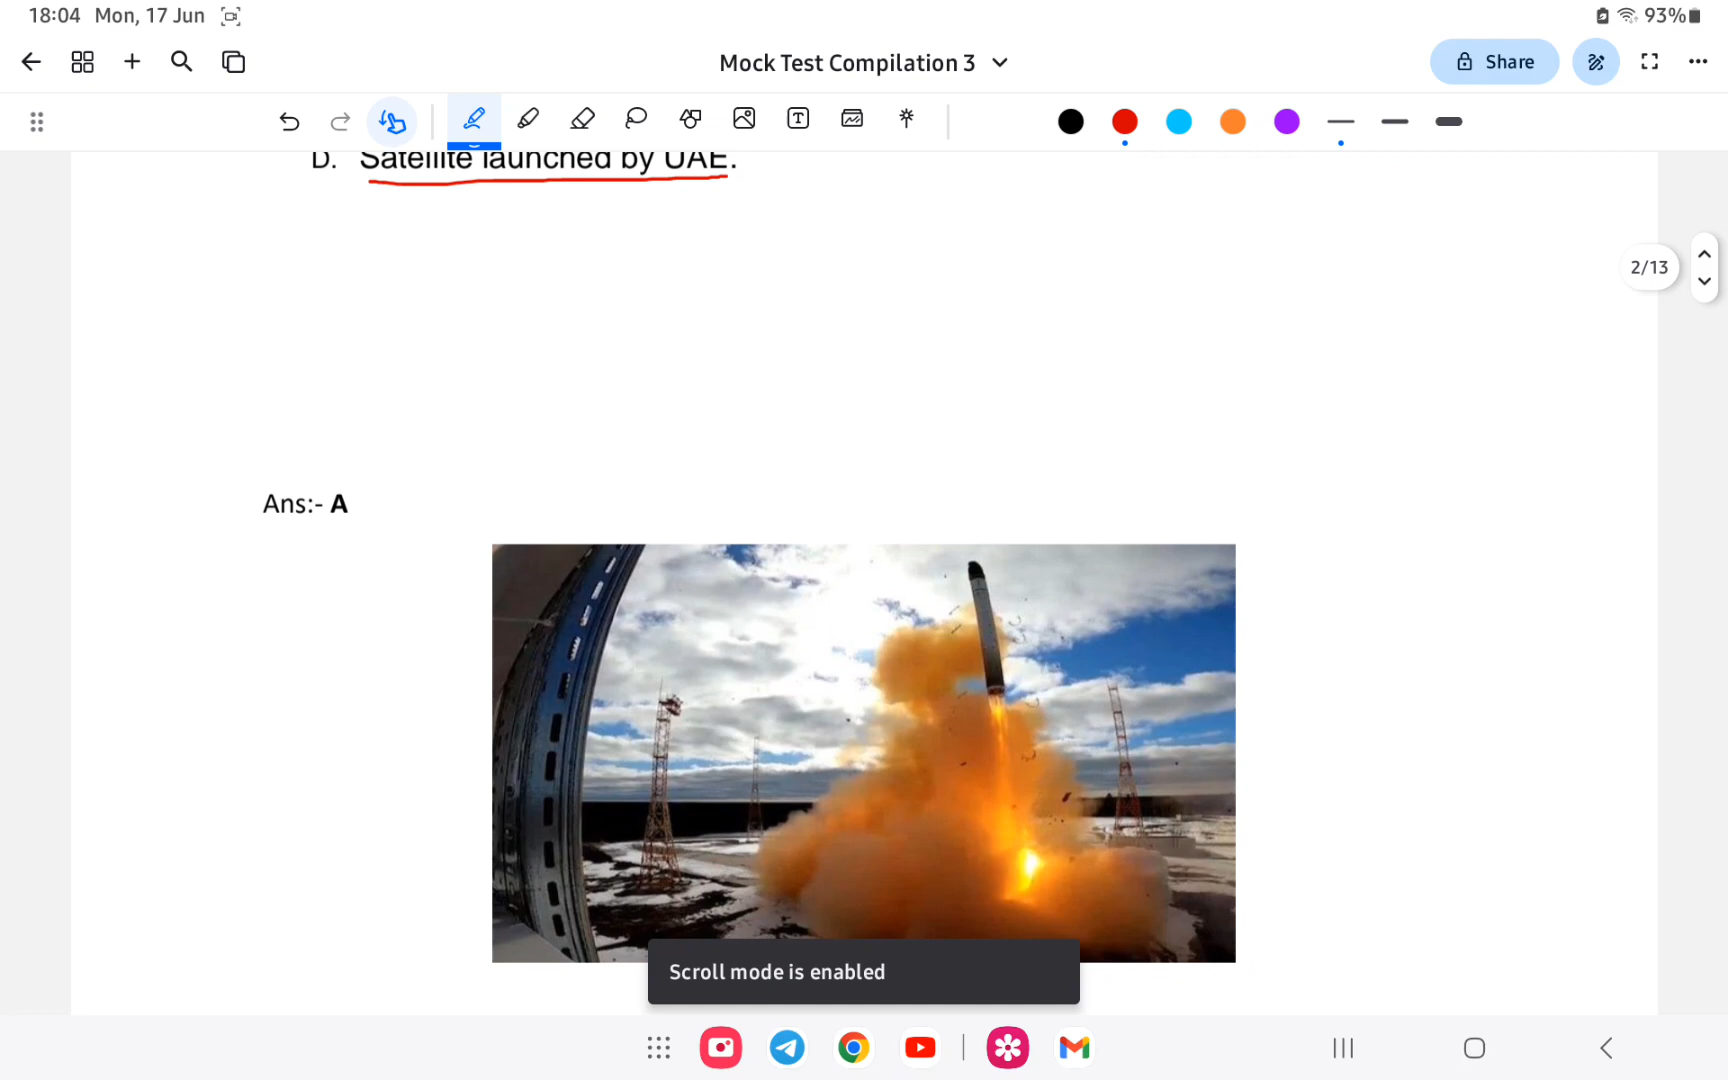 18:04 Mon, 17 Jun
93%
Mock Test Compilation 3
Share
D. Satellite launched by UAE.
2/13
Ans:- A
Scroll mode is enabled